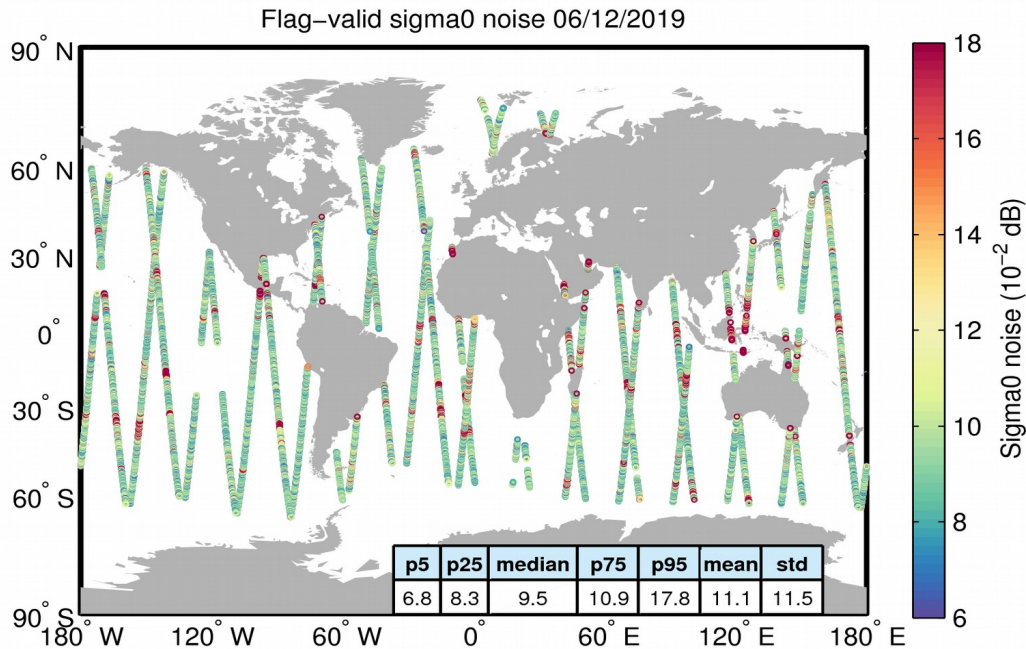 Flag−valid sigma0 noise 06/12/2019
90° N
60° N
30° N
0°
30° S
60° S
90° S
180° W
120° W
60° W
0°
60° E
120° E
180° E
p5 p25 median p75 p95 mean std
6.8 8.3 9.5 10.9 17.8 11.1 11.5
18
16
14
12
10
8
6
Sigma0 noise (10⁻² dB)